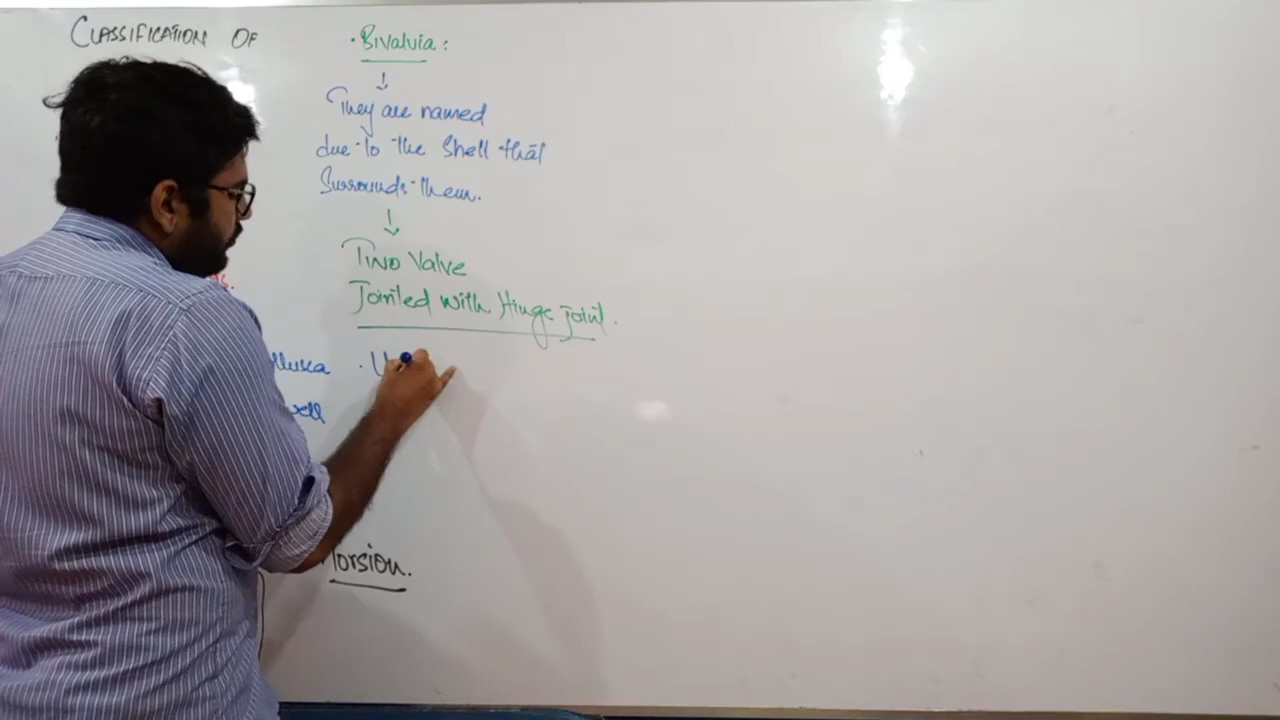 CLASSIFICATION OF
s.
llusca
well
Torsion.
· Bivalvia :
They are named
due to the Shell that
Surrounds them.
Two Valve
Jointed with Hinge joint.
· U